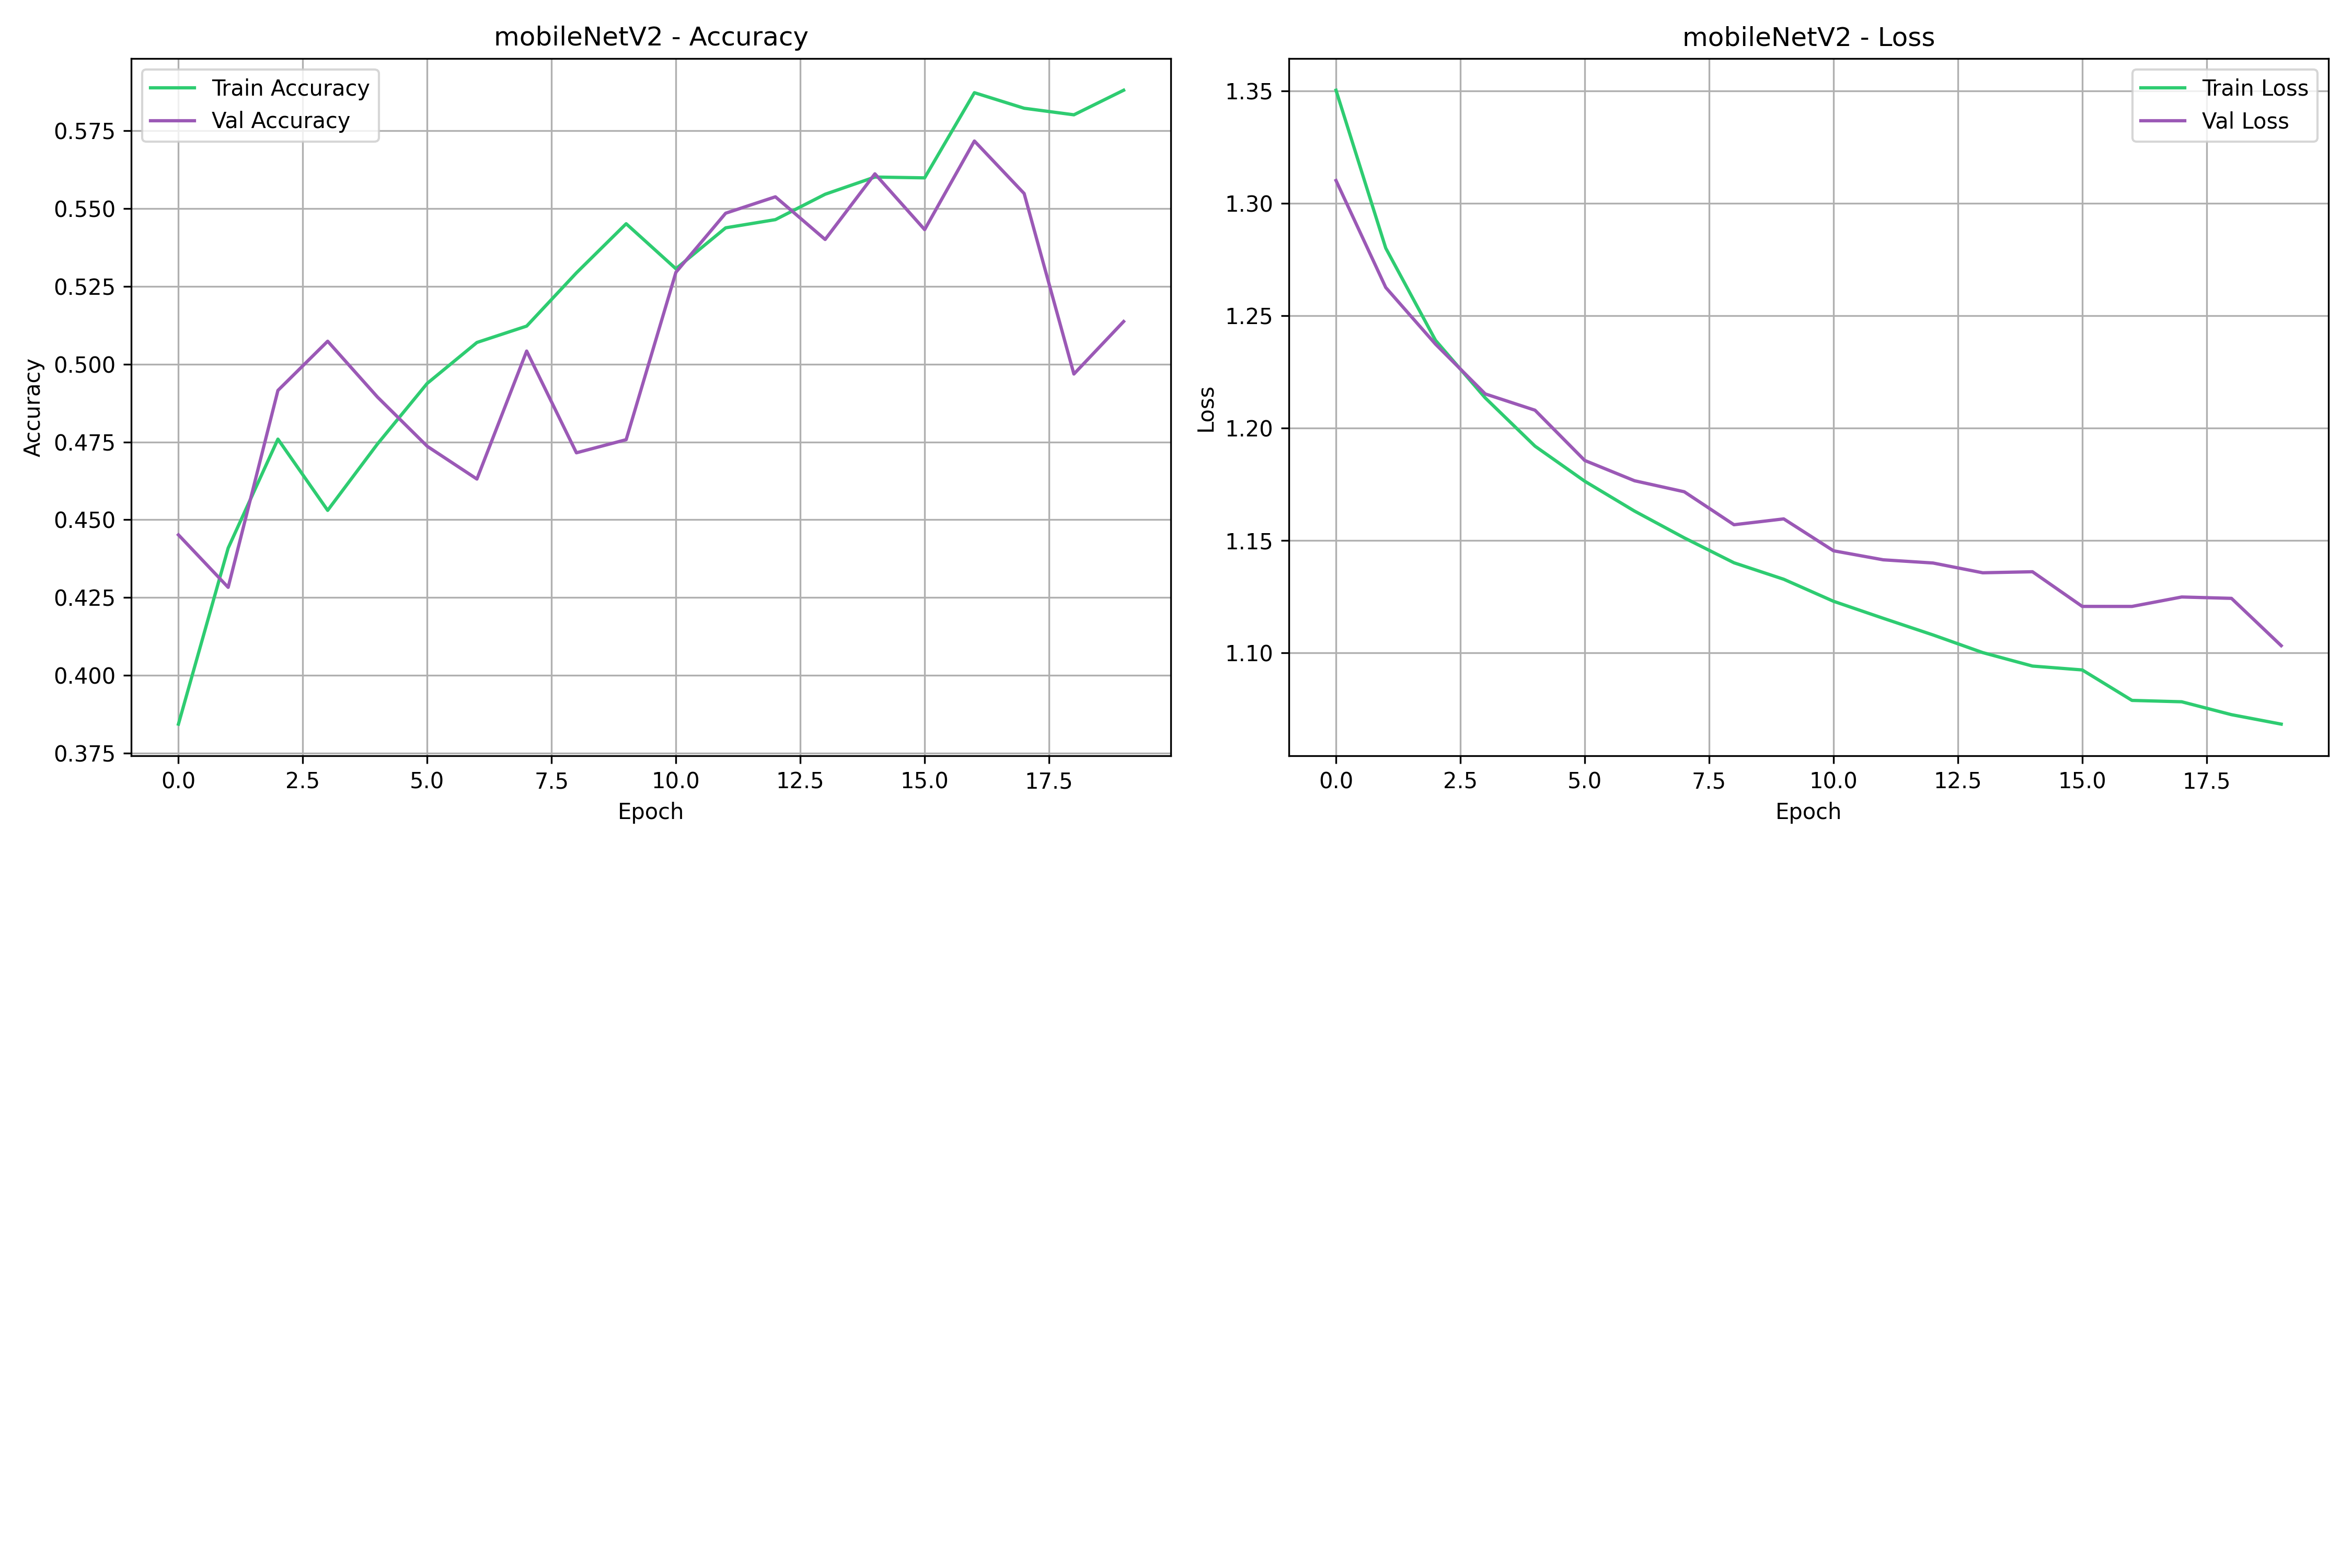 mobileNetV2 - Accuracy
Train Accuracy
Val Accuracy
Accuracy
0.575
0.550
0.525
0.500
0.475
0.450
0.425
0.400
0.375
0.0 2.5 5.0 7.5 10.0 12.5 15.0 17.5
Epoch
mobileNetV2 - Loss
Train Loss
Val Loss
Loss
1.35
1.30
1.25
1.20
1.15
1.10
0.0 2.5 5.0 7.5 10.0 12.5 15.0 17.5
Epoch